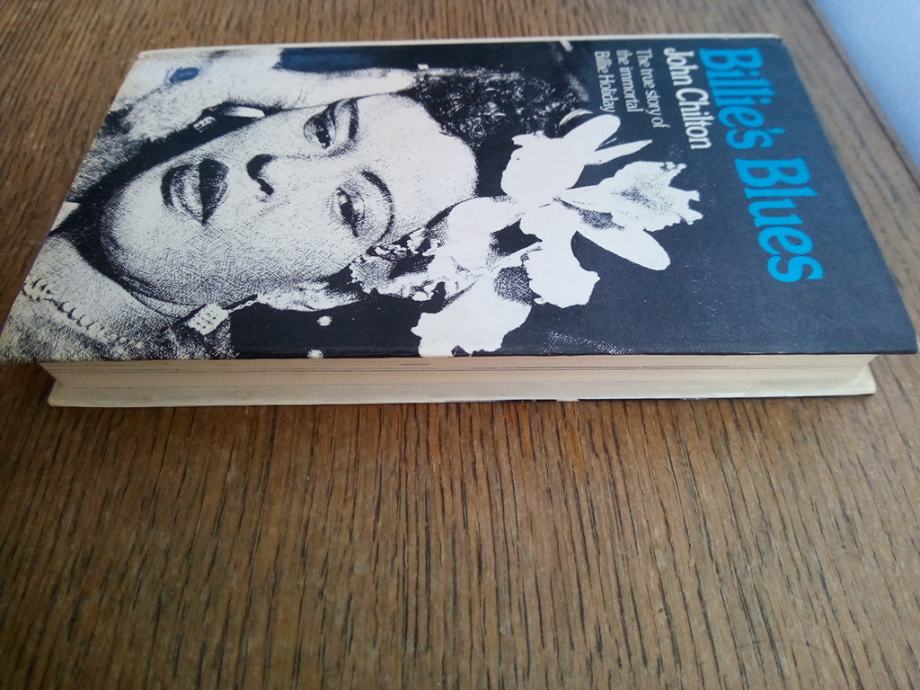 Billie's Blues
John Chilton
The true story of
the immortal
Billie Holiday